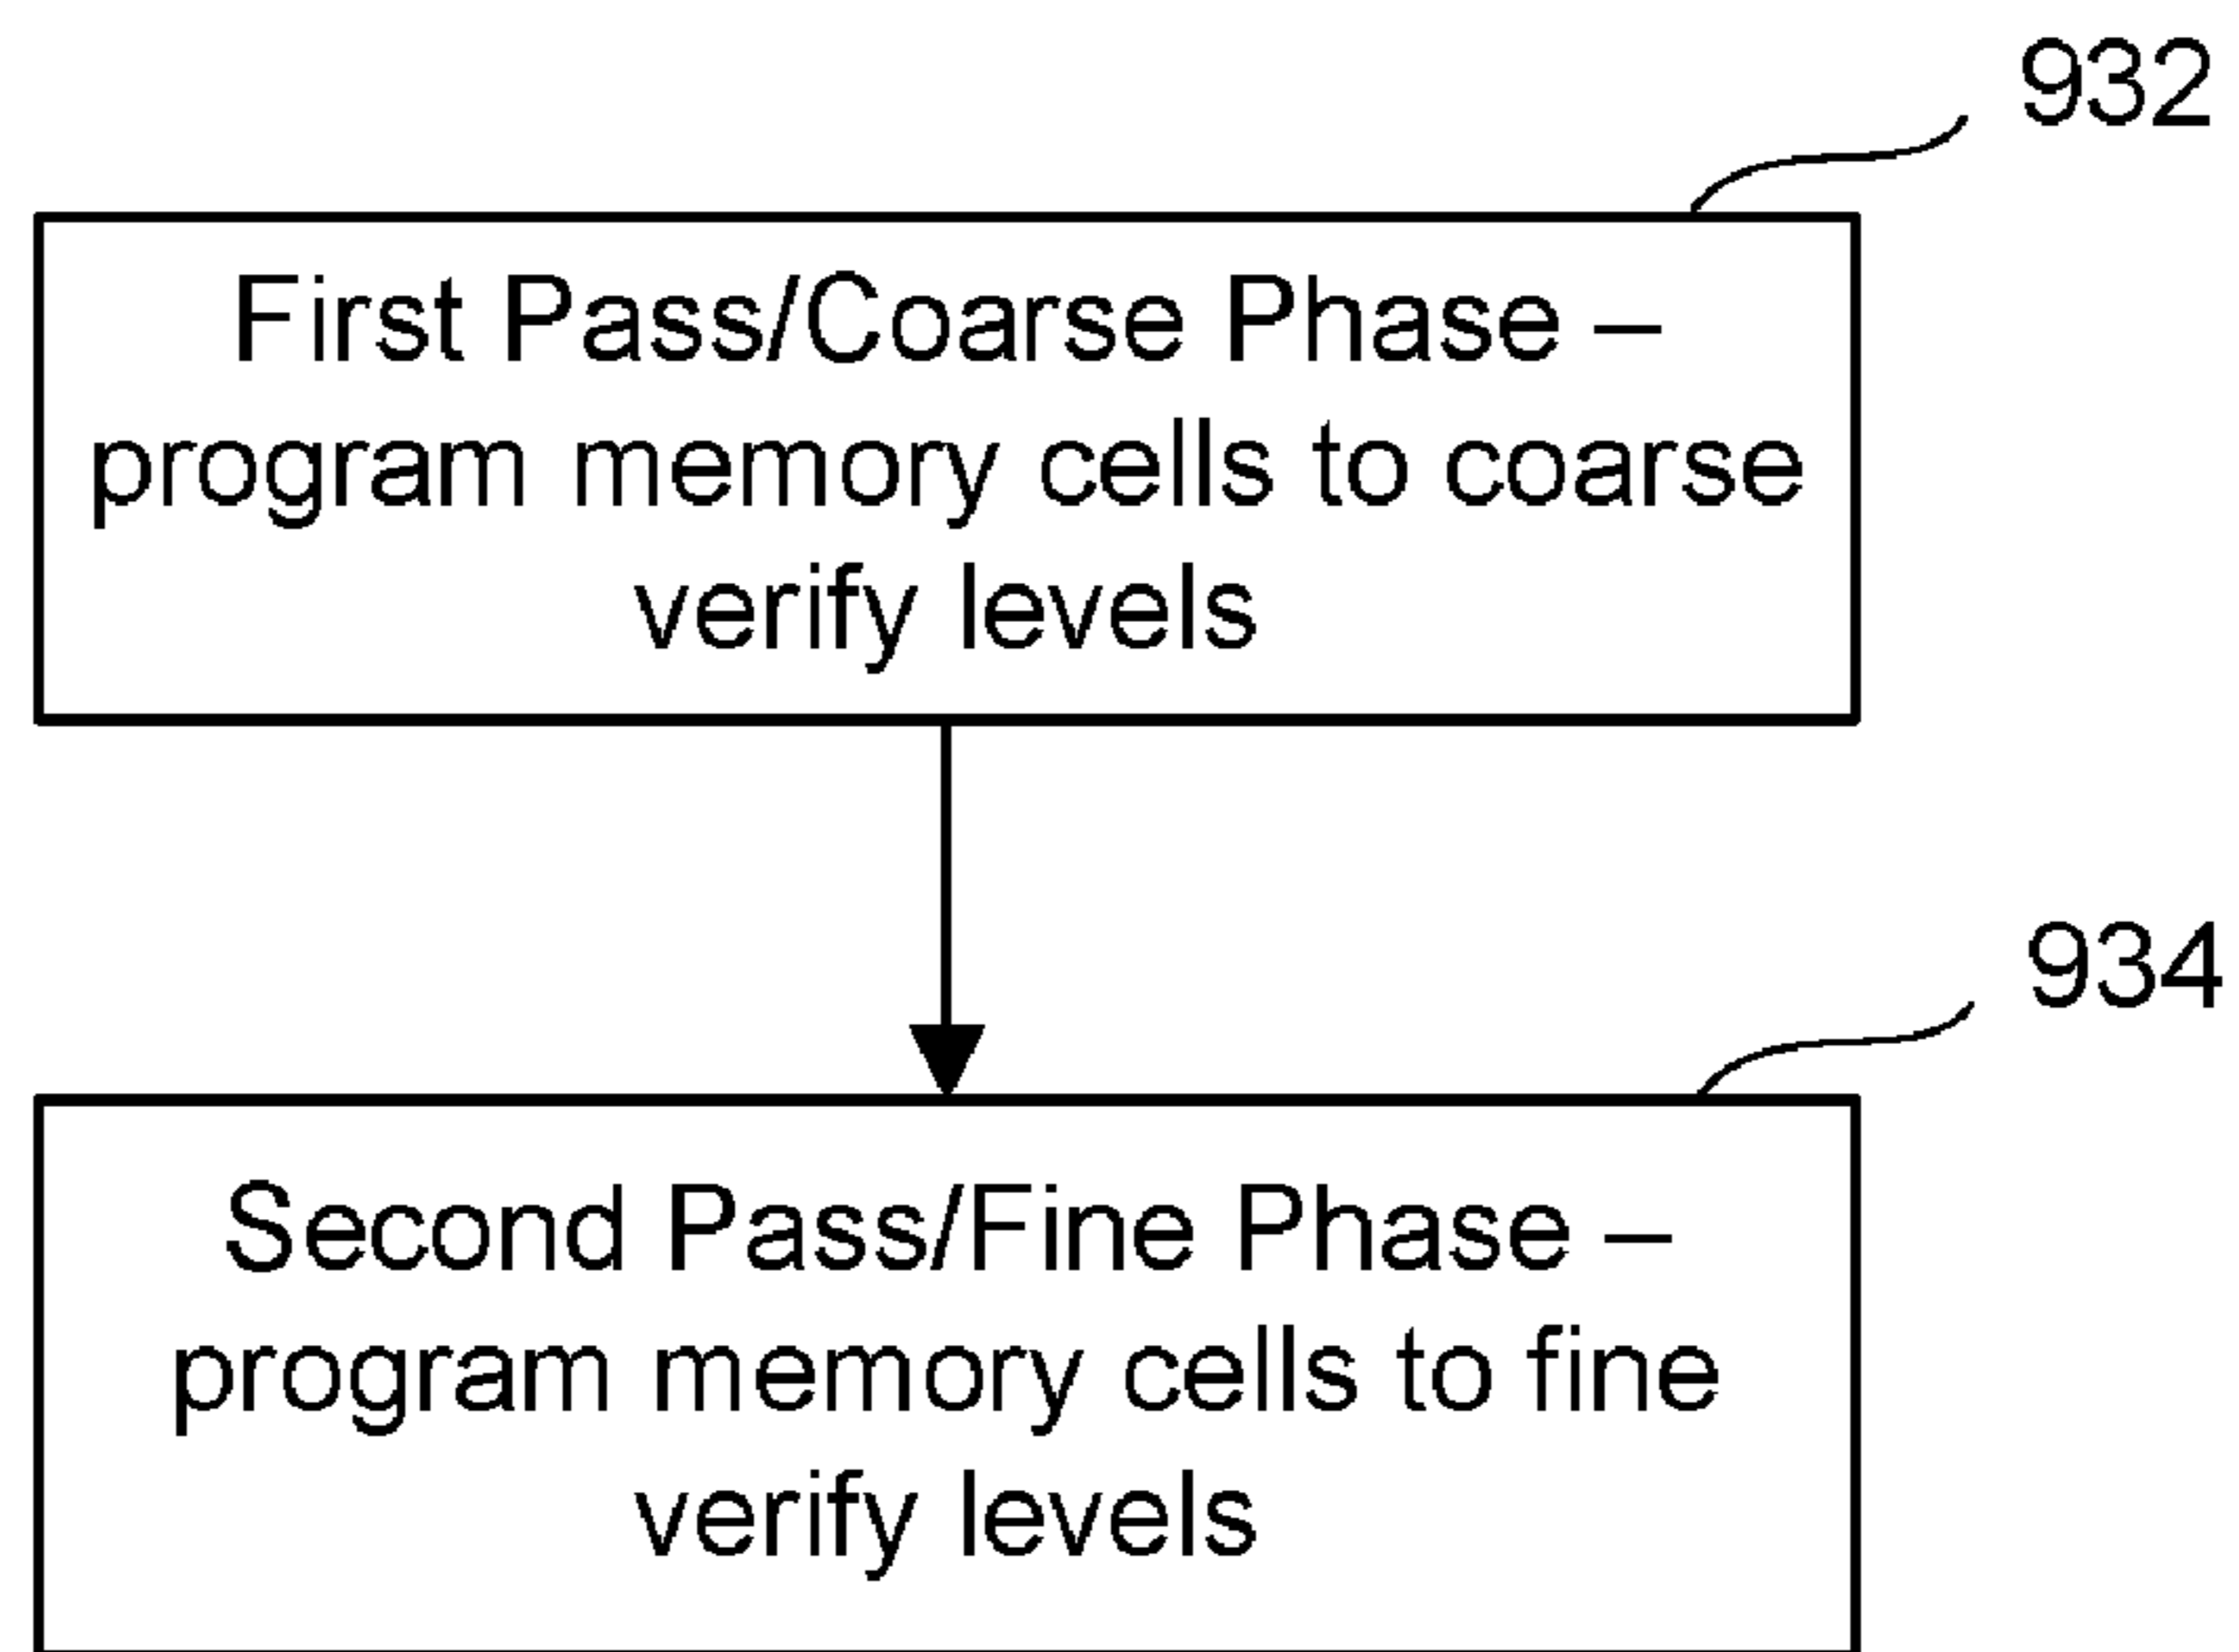 932
First Pass/Coarse Phase –
program memory cells to coarse
verify levels
934
Second Pass/Fine Phase –
program memory cells to fine
verify levels